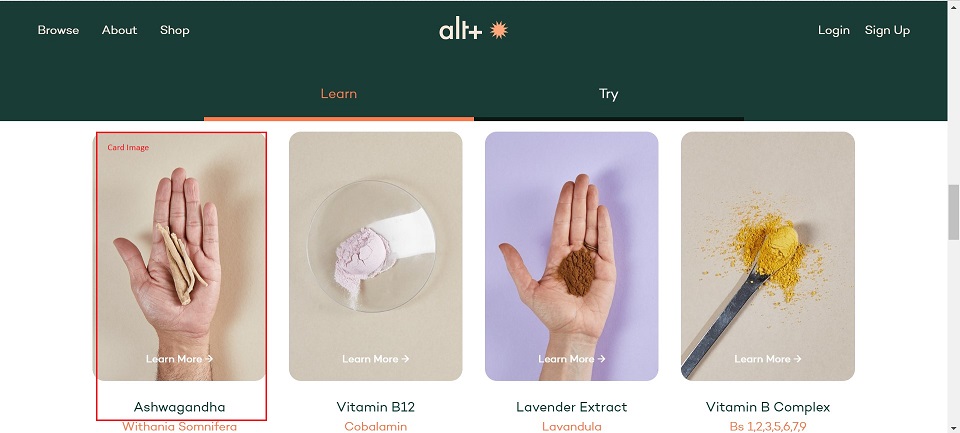 Browse About Shop
alt+
Login Sign Up
Learn Try
Card Image
Learn More → Learn More → Learn More → Learn More →
Ashwagandha Vitamin B12 Lavender Extract Vitamin B Complex
Withania Somnifera Cobalamin Lavandula Bs 1,2,3,5,6,7,9